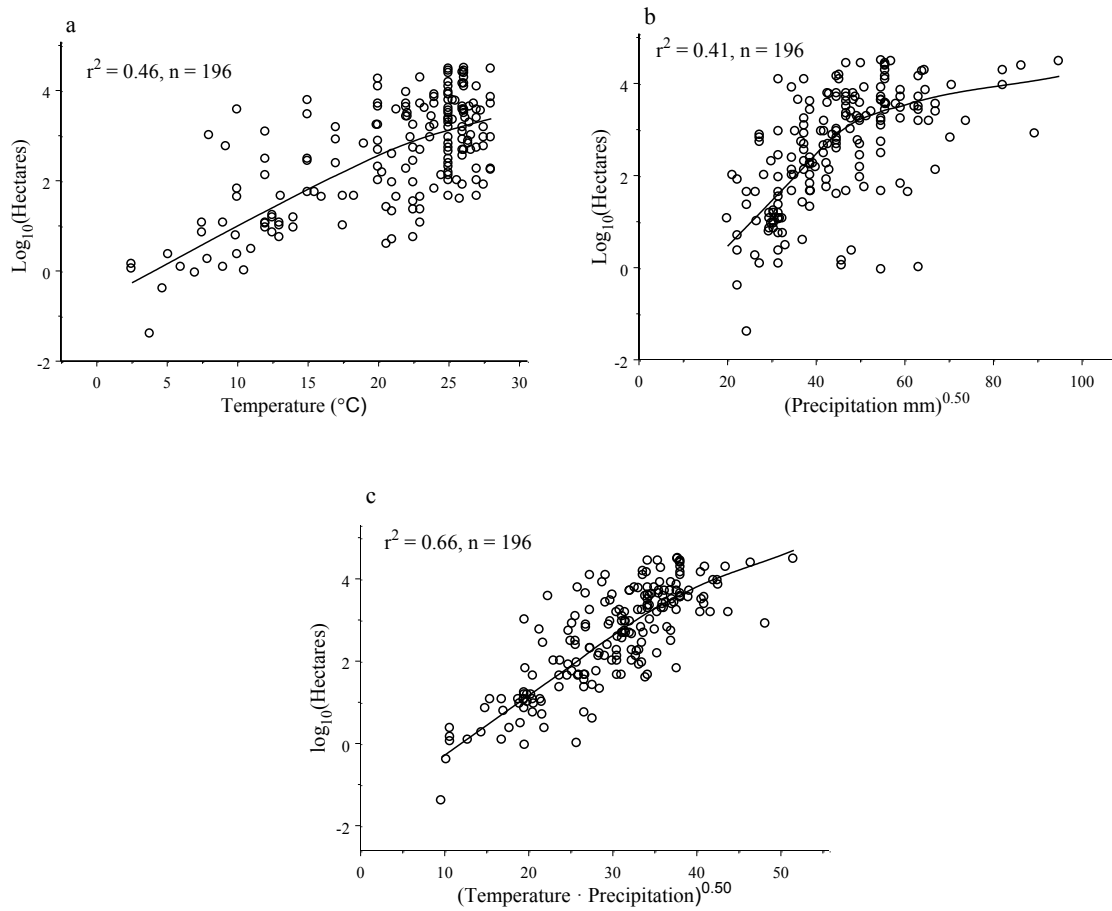 a
r² = 0.46, n = 196
Log₁₀(Hectares)
4
2
0
-2
0 5 10 15 20 25 30
Temperature (°C)
b
r² = 0.41, n = 196
Log₁₀(Hectares)
4
2
0
-2
0 20 40 60 80 100
(Precipitation mm)⁰·⁵⁰
c
r² = 0.66, n = 196
log₁₀(Hectares)
4
2
0
-2
0 10 20 30 40 50
(Temperature · Precipitation)⁰·⁵⁰